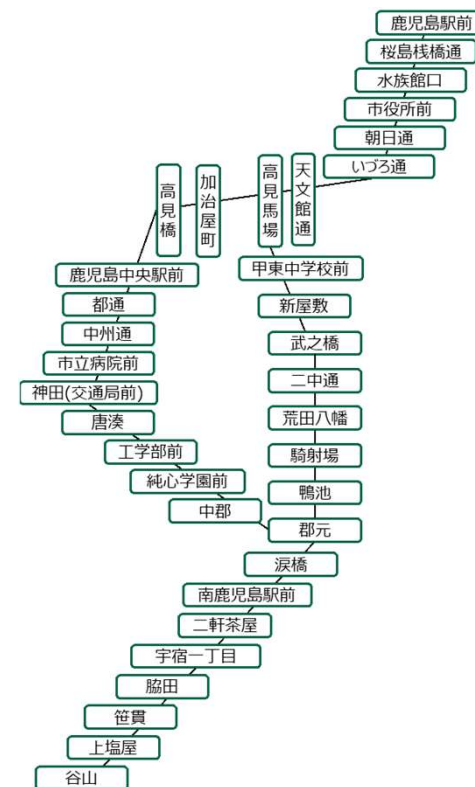 鹿児島駅前
桜島桟橋通
水族館口
市役所前
朝日通
いづろ通
天文館通
高見馬場
加治屋町
高見橋
鹿児島中央駅前
都通
中州通
市立病院前
神田(交通局前)
唐湊
工学部前
純心学園前
中郡
甲東中学校前
新屋敷
武之橋
二中通
荒田八幡
騎射場
鴨池
郡元
涙橋
南鹿児島駅前
二軒茶屋
宇宿一丁目
脇田
笹貫
上塩屋
谷山